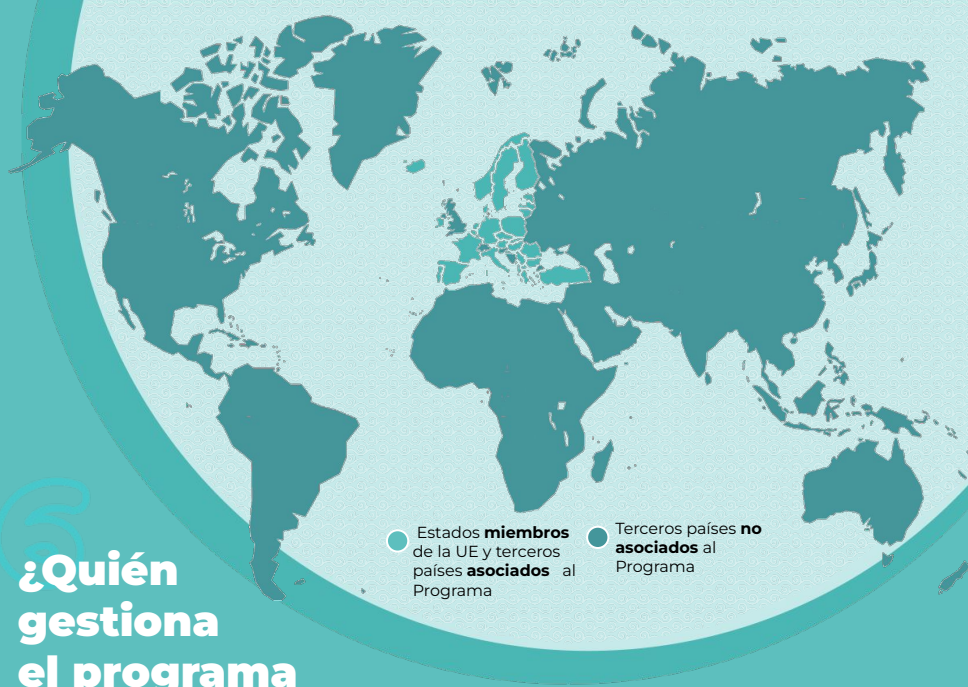 Estados miembros
de la UE y terceros
países asociados al
Programa
Terceros países no
asociados al
Programa
6
¿Quién
gestiona
el programa